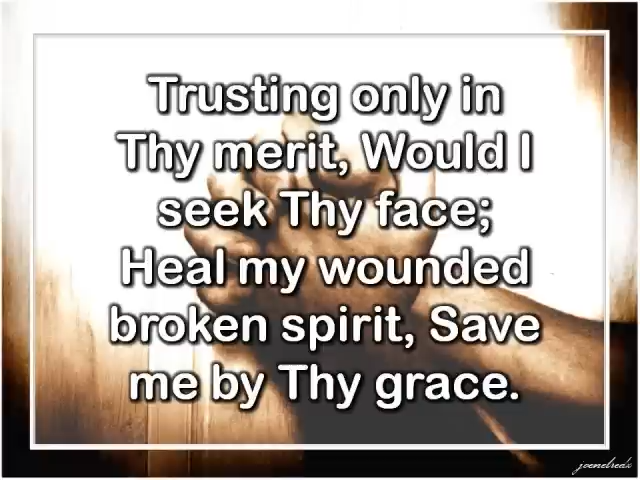 Trusting only in
Thy merit, Would I
seek Thy face;
Heal my wounded
broken spirit, Save
me by Thy grace.
joenelredz